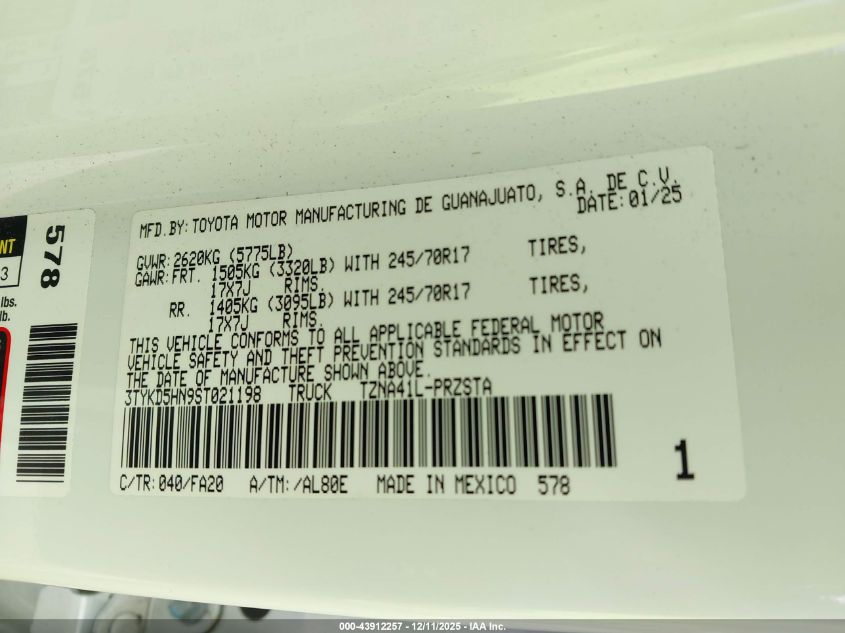 MFD.BY: TOYOTA MOTOR MANUFACTURING DE GUANAJUATO, S.A. DE C.V.
DATE: 01/25
GVWR: 2620KG (5775LB)
GAWR: FRT. 1505KG (3320LB) WITH 245/70R17 TIRES,
17X7J RIMS,
RR. 1405KG (3095LB) WITH 245/70R17 TIRES,
17X7J RIMS,
THIS VEHICLE CONFORMS TO ALL APPLICABLE FEDERAL MOTOR
VEHICLE SAFETY AND THEFT PREVENTION STANDARDS IN EFFECT ON
THE DATE OF MANUFACTURE SHOWN ABOVE.
3TYKD5HN9ST021198 TRUCK TZNA41L-PRZSTA
C/TR: 040/FA20 A/TM: /AL80E MADE IN MEXICO 578
1
578
3
lbs.
lb.
000-43912257 - 12/11/2025 - IAA Inc.